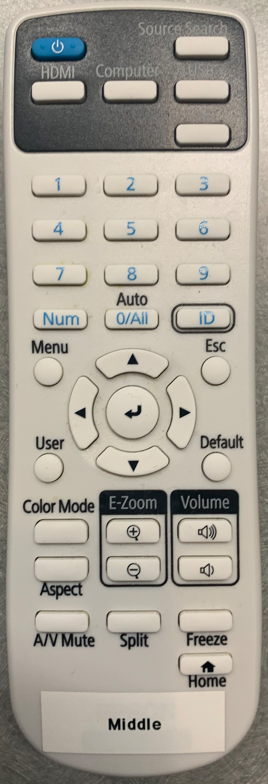 Source Search
HDMI Computer USB
1 2 3
4 5 6
7 8 9
Auto
Num 0/All ID
Menu Esc
User Default
Color Mode E-Zoom Volume
Aspect
A/V Mute Split Freeze
Home
Middle